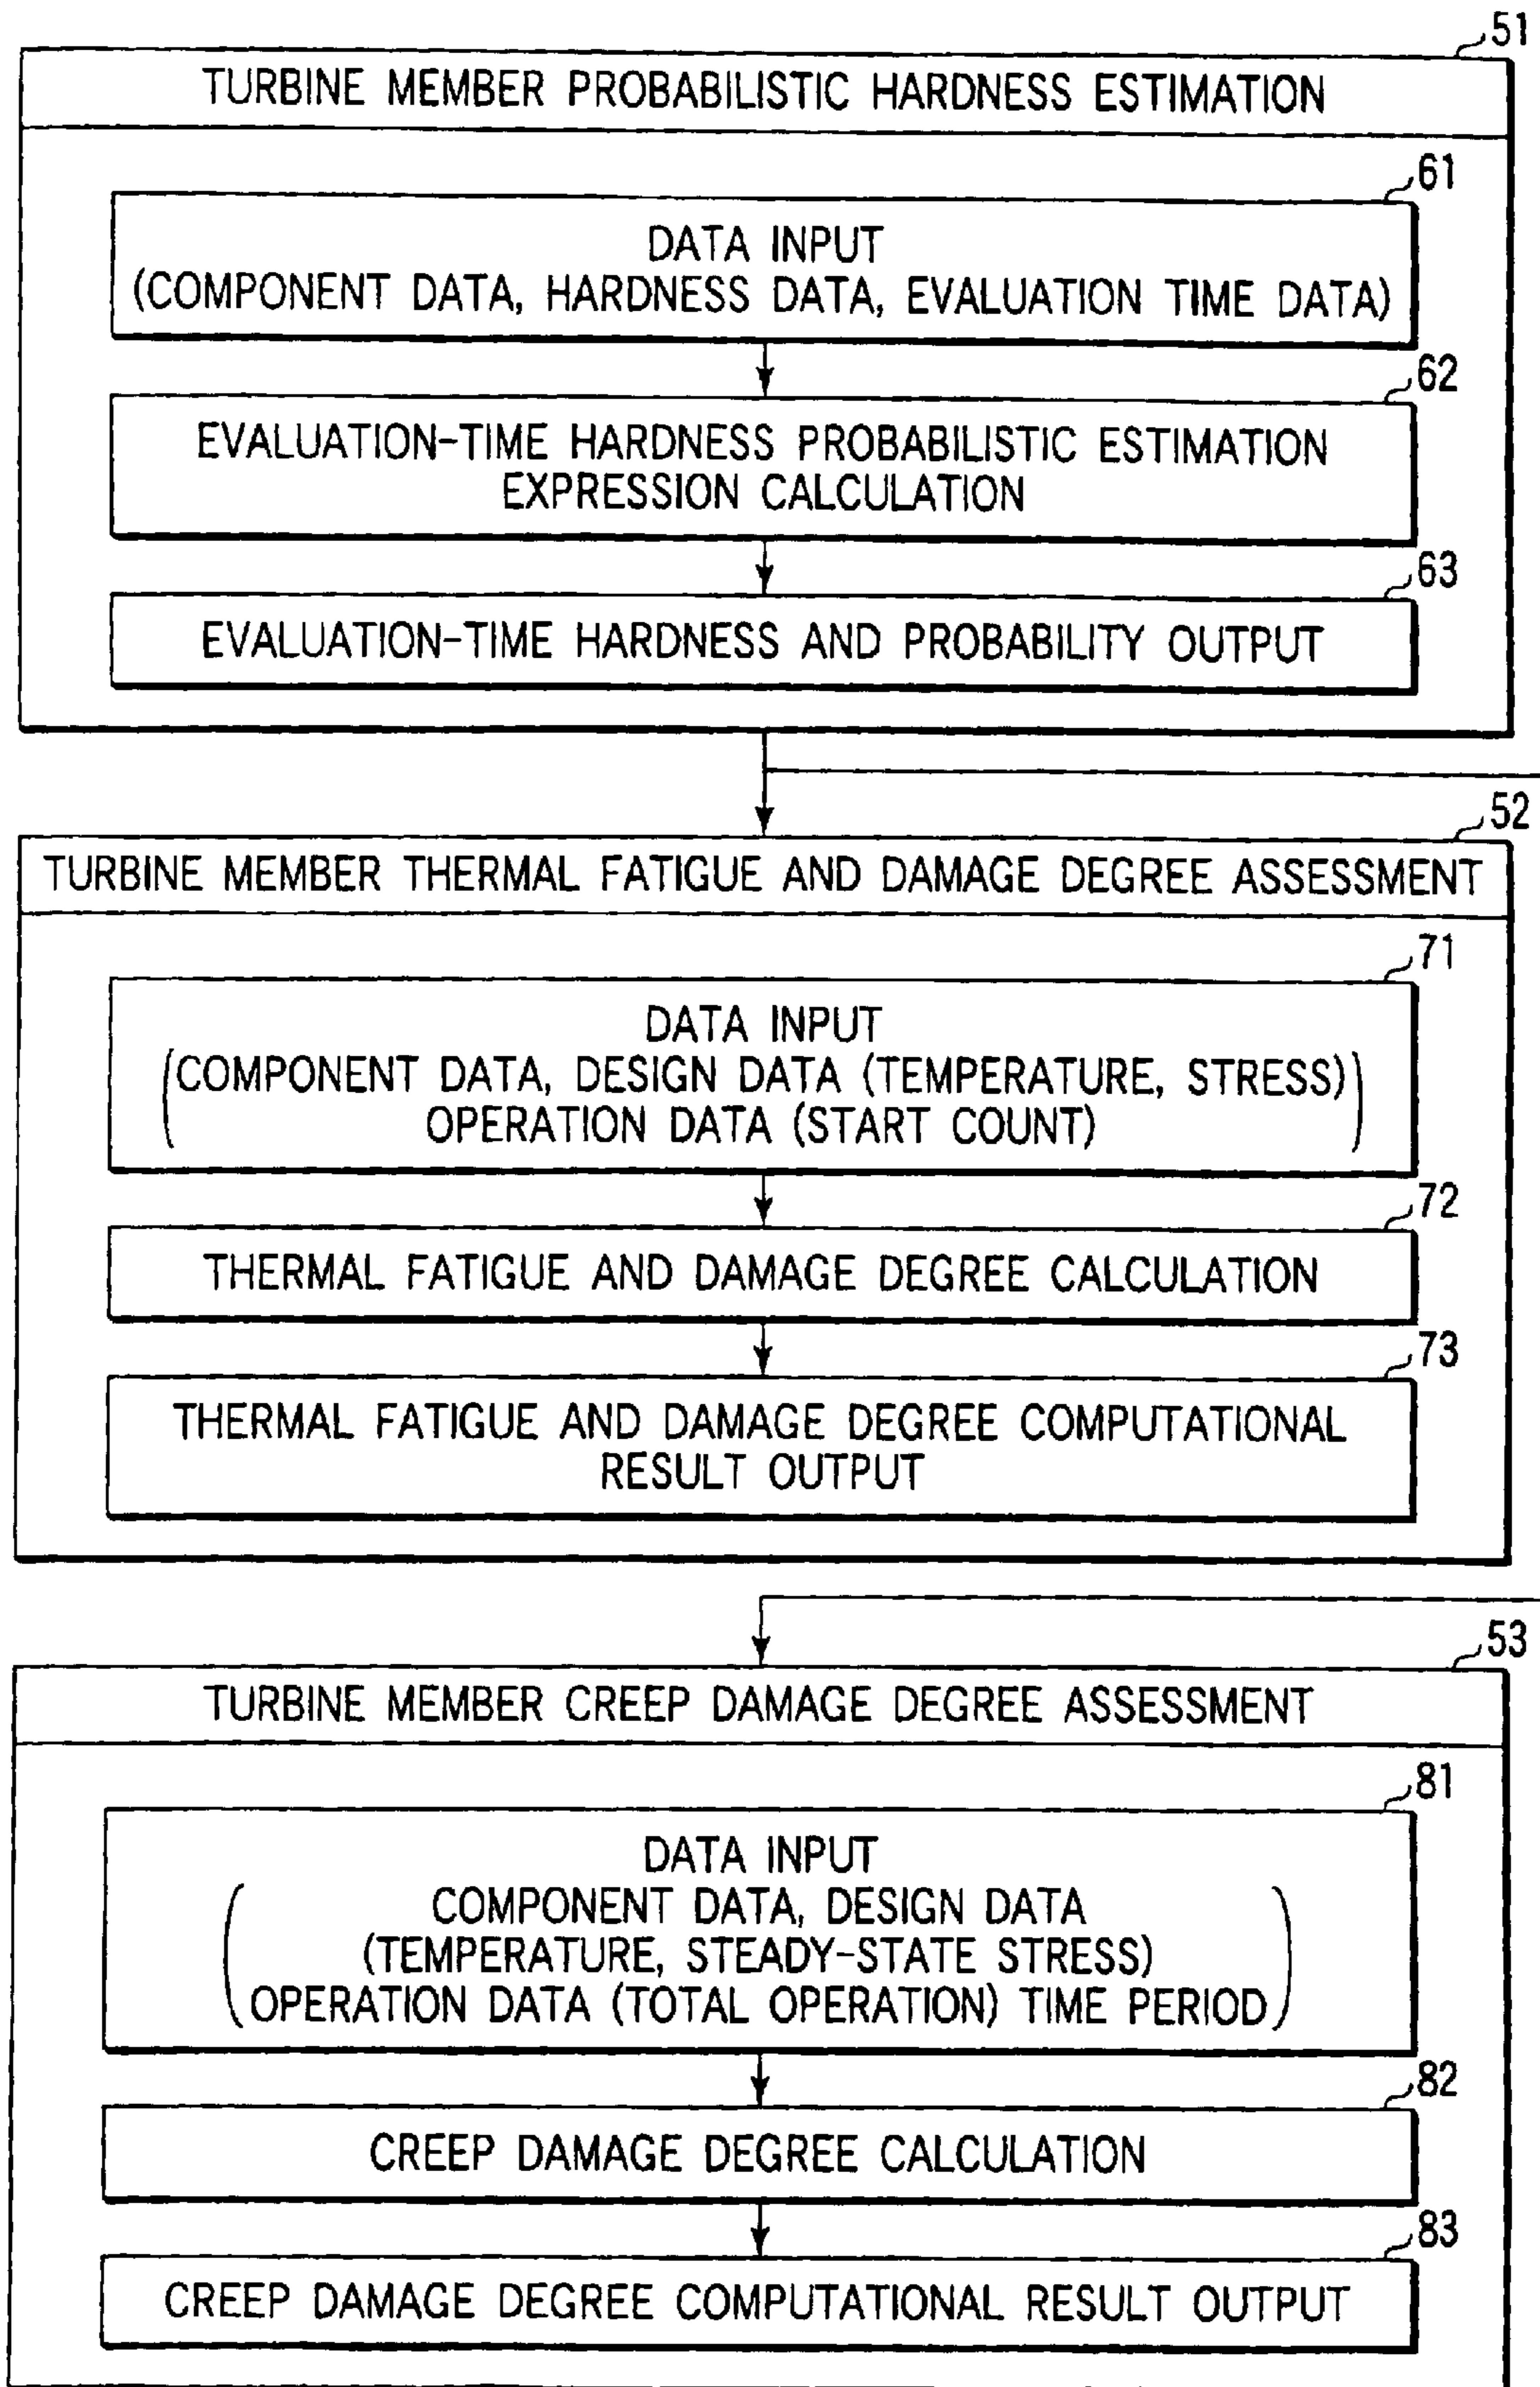 51
TURBINE MEMBER PROBABILISTIC HARDNESS ESTIMATION
61
DATA INPUT
(COMPONENT DATA, HARDNESS DATA, EVALUATION TIME DATA)
62
EVALUATION-TIME HARDNESS PROBABILISTIC ESTIMATION
EXPRESSION CALCULATION
63
EVALUATION-TIME HARDNESS AND PROBABILITY OUTPUT
52
TURBINE MEMBER THERMAL FATIGUE AND DAMAGE DEGREE ASSESSMENT
71
DATA INPUT
(COMPONENT DATA, DESIGN DATA (TEMPERATURE, STRESS)
OPERATION DATA (START COUNT))
72
THERMAL FATIGUE AND DAMAGE DEGREE CALCULATION
73
THERMAL FATIGUE AND DAMAGE DEGREE COMPUTATIONAL
RESULT OUTPUT
53
TURBINE MEMBER CREEP DAMAGE DEGREE ASSESSMENT
81
DATA INPUT
(COMPONENT DATA, DESIGN DATA
(TEMPERATURE, STEADY-STATE STRESS)
OPERATION DATA (TOTAL OPERATION) TIME PERIOD)
82
CREEP DAMAGE DEGREE CALCULATION
83
CREEP DAMAGE DEGREE COMPUTATIONAL RESULT OUTPUT